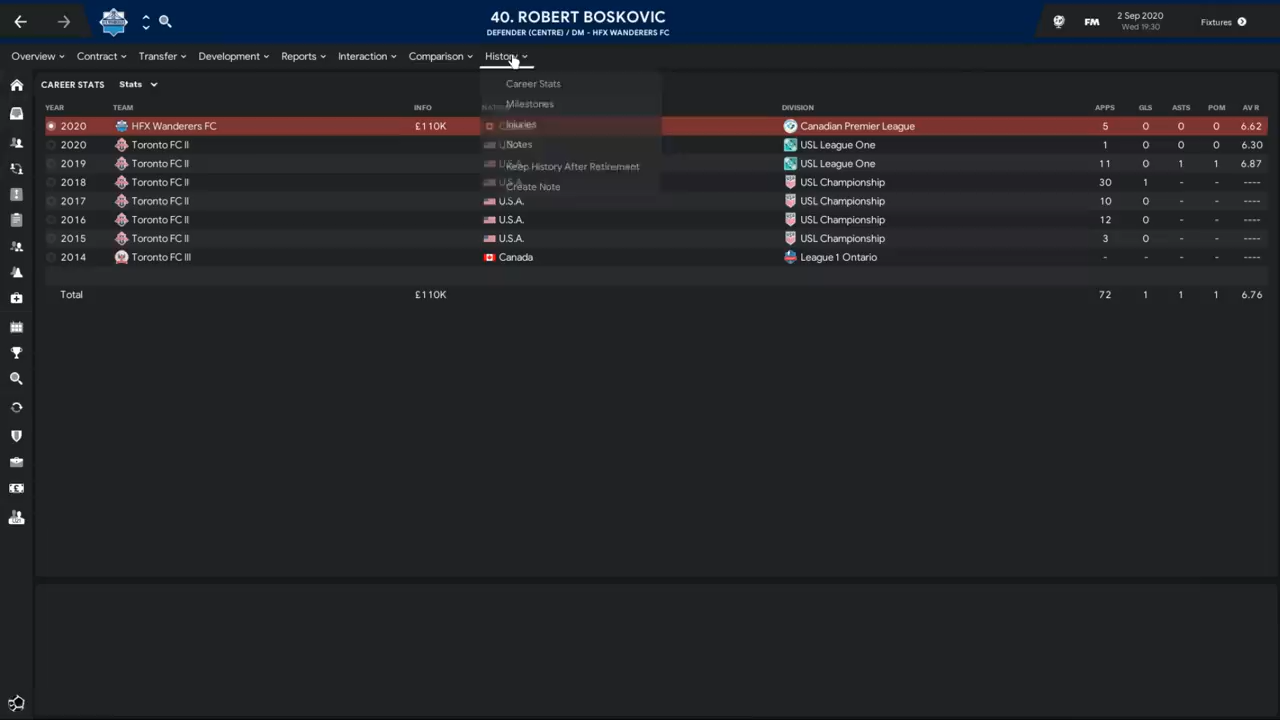 40. ROBERT BOSKOVIC
DEFENDER (CENTRE) / DM - HFX WANDERERS FC
FM 2 Sep 2020 Wed 19:30 Fixtures
Overview Contract Transfer Development Reports Interaction Comparison History
CAREER STATS Stats
Career Stats
Milestones
Injuries
Notes
Keep History After Retirement
Create Note
YEAR TEAM INFO DIVISION APPS GLS ASTS POM AV R
2020 HFX Wanderers FC £110K Canadian Premier League 5 0 0 0 6.62
2020 Toronto FC II USL League One 1 0 0 0 6.30
2019 Toronto FC II USL League One 11 0 1 1 6.87
2018 Toronto FC II U.S.A. USL Championship 30 1 - - ----
2017 Toronto FC II U.S.A. USL Championship 10 0 - - ----
2016 Toronto FC II U.S.A. USL Championship 12 0 - - ----
2015 Toronto FC II U.S.A. USL Championship 3 0 - - ----
2014 Toronto FC III Canada League 1 Ontario - - - - ----
Total £110K 72 1 1 1 6.76